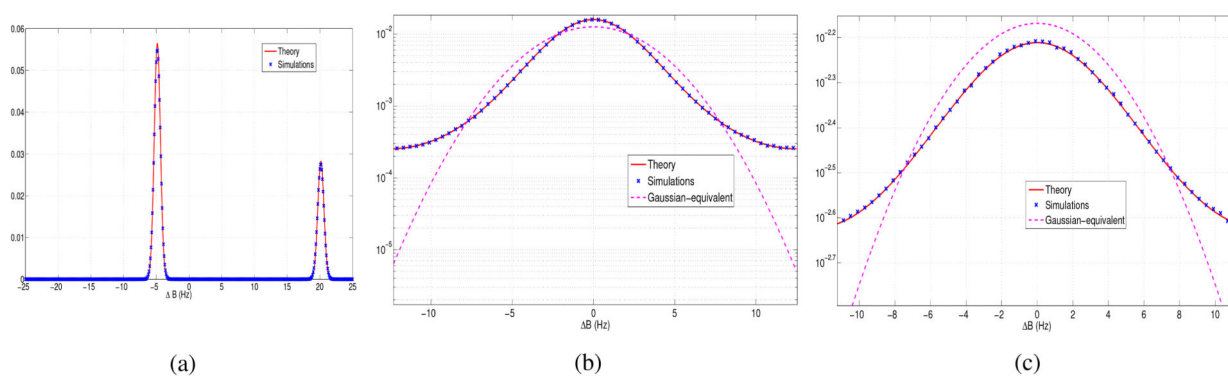 0.06
0.05
0.04
0.03
0.02
0.01
0
-25 -20 -15 -10 -5 0 5 10 15 20 25
Δ B (Hz)
Theory
Simulations
(a)
10^-2
10^-3
10^-4
10^-5
-10 -5 0 5 10
ΔB (Hz)
Theory
Simulations
Gaussian-equivalent
(b)
10^-2.2
10^-2.3
10^-2.4
10^-2.5
10^-2.6
10^-2.7
-10 -8 -6 -4 -2 0 2 4 6 8 10
ΔB (Hz)
Theory
Simulations
Gaussian-equivalent
(c)